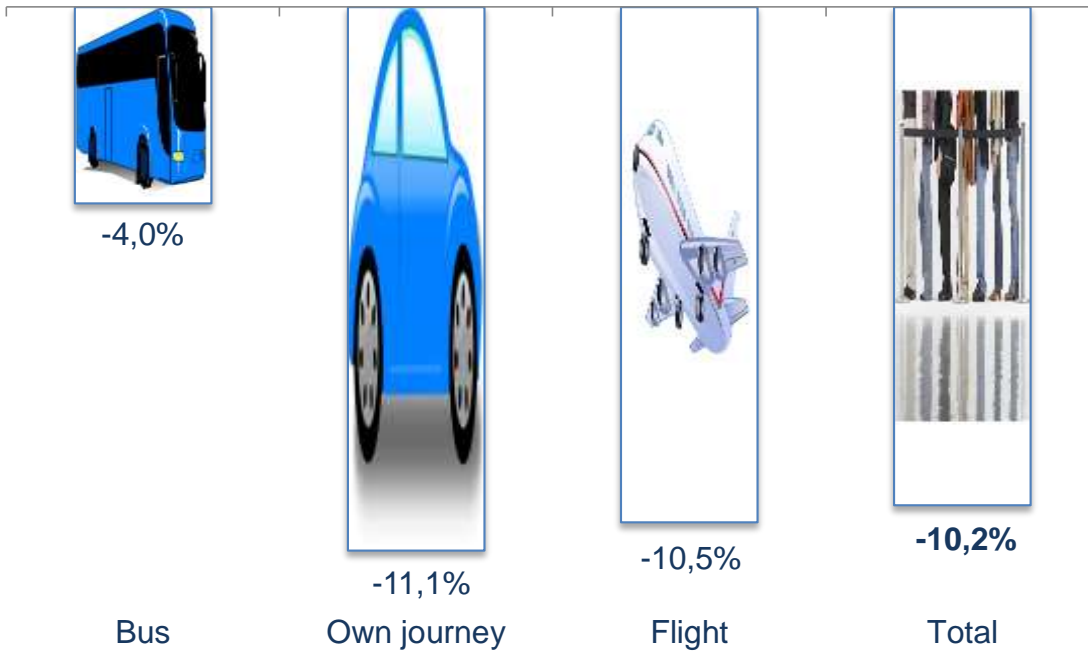 -4,0%
-11,1%
-10,5%
-10,2%
Bus
Own journey
Flight
Total